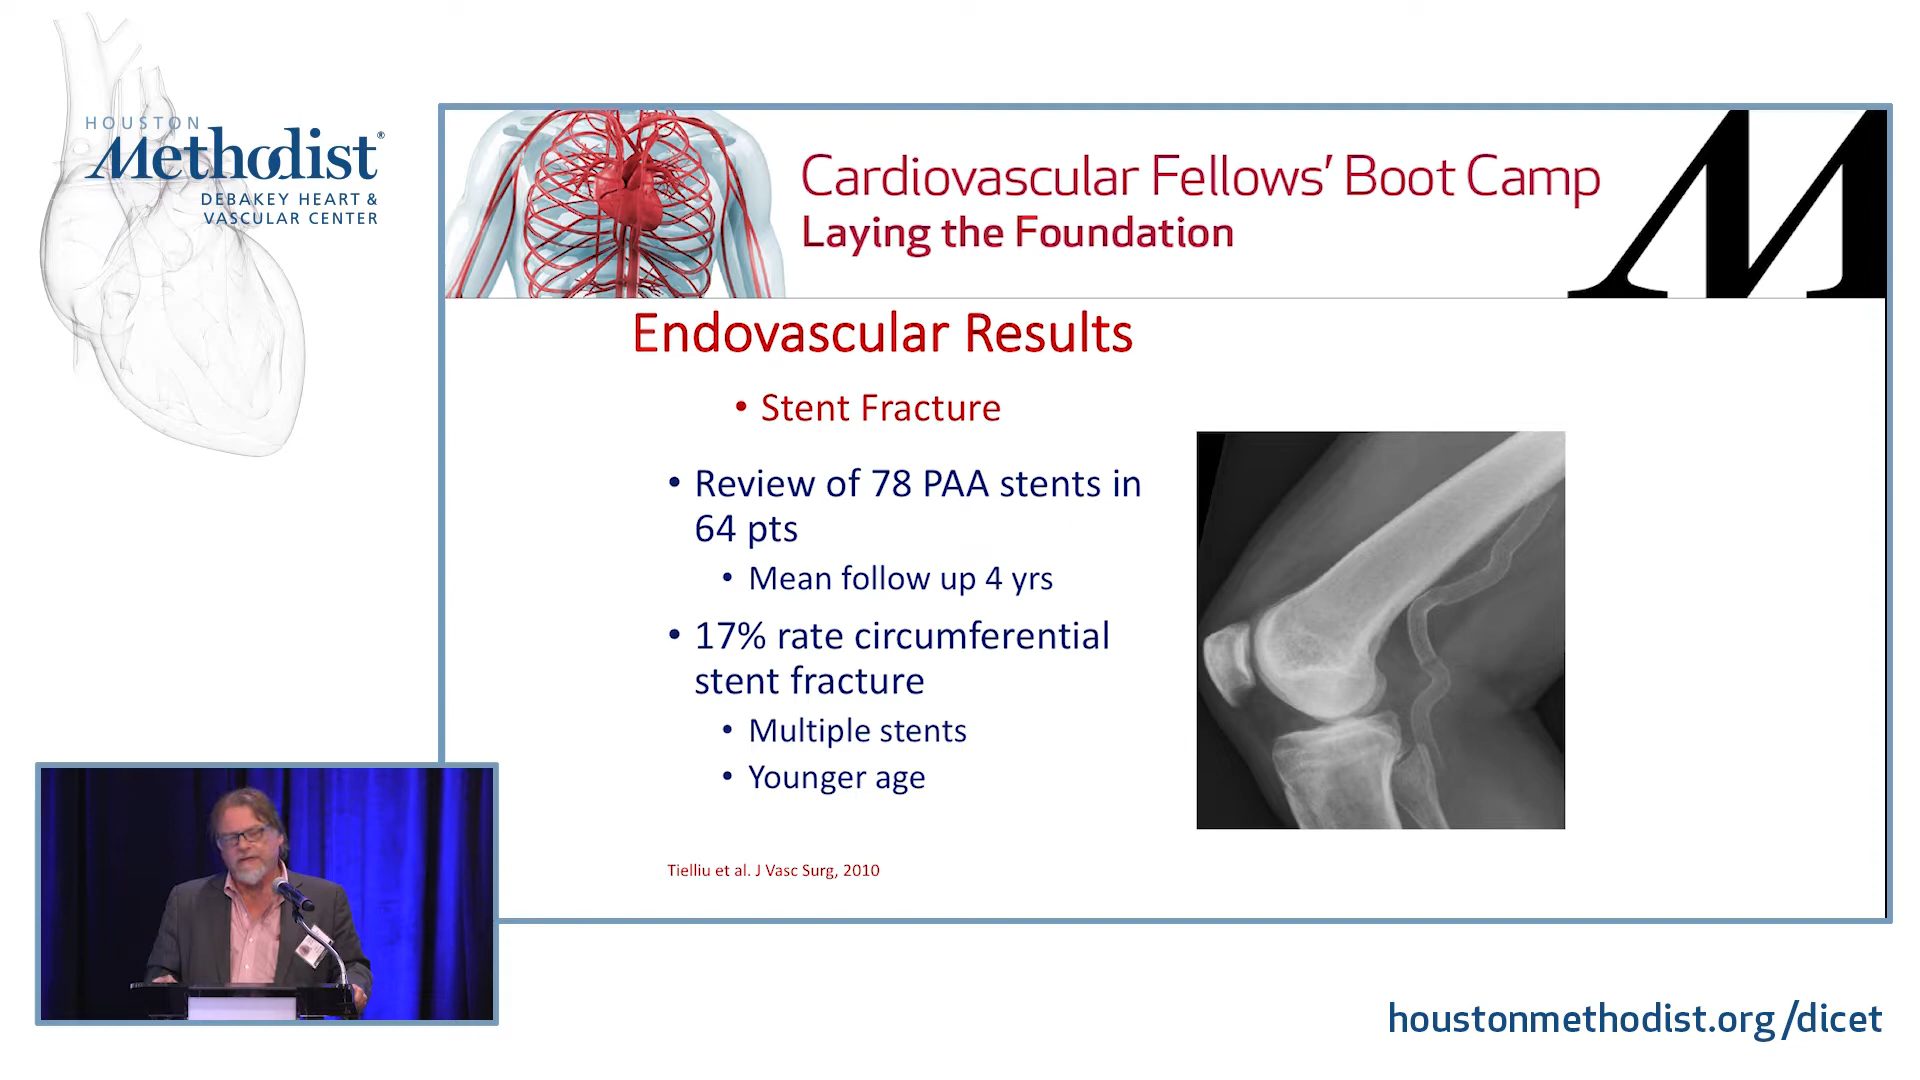 HOUSTON
Methodist®
DEBAKEY HEART &
VASCULAR CENTER
Cardiovascular Fellows’ Boot Camp
Laying the Foundation
M
Endovascular Results
• Stent Fracture
• Review of 78 PAA stents in
64 pts
• Mean follow up 4 yrs
• 17% rate circumferential
stent fracture
• Multiple stents
• Younger age
Tielliu et al. J Vasc Surg, 2010
houstonmethodist.org/dicet